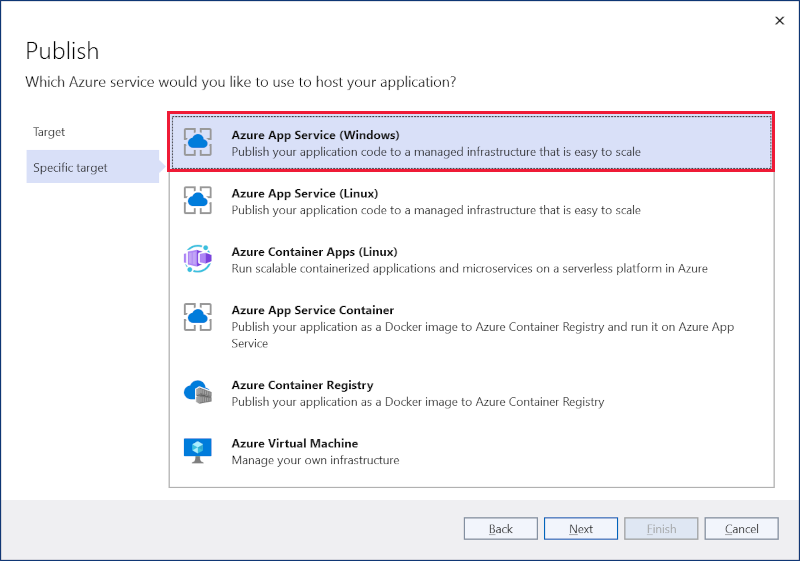 Publish
Which Azure service would you like to use to host your application?
Target
Specific target
Azure App Service (Windows)
Publish your application code to a managed infrastructure that is easy to scale
Azure App Service (Linux)
Publish your application code to a managed infrastructure that is easy to scale
Azure Container Apps (Linux)
Run scalable containerized applications and microservices on a serverless platform in Azure
Azure App Service Container
Publish your application as a Docker image to Azure Container Registry and run it on Azure App
Service
Azure Container Registry
Publish your application as a Docker image to Azure Container Registry
Azure Virtual Machine
Manage your own infrastructure
Back
Next
Finish
Cancel